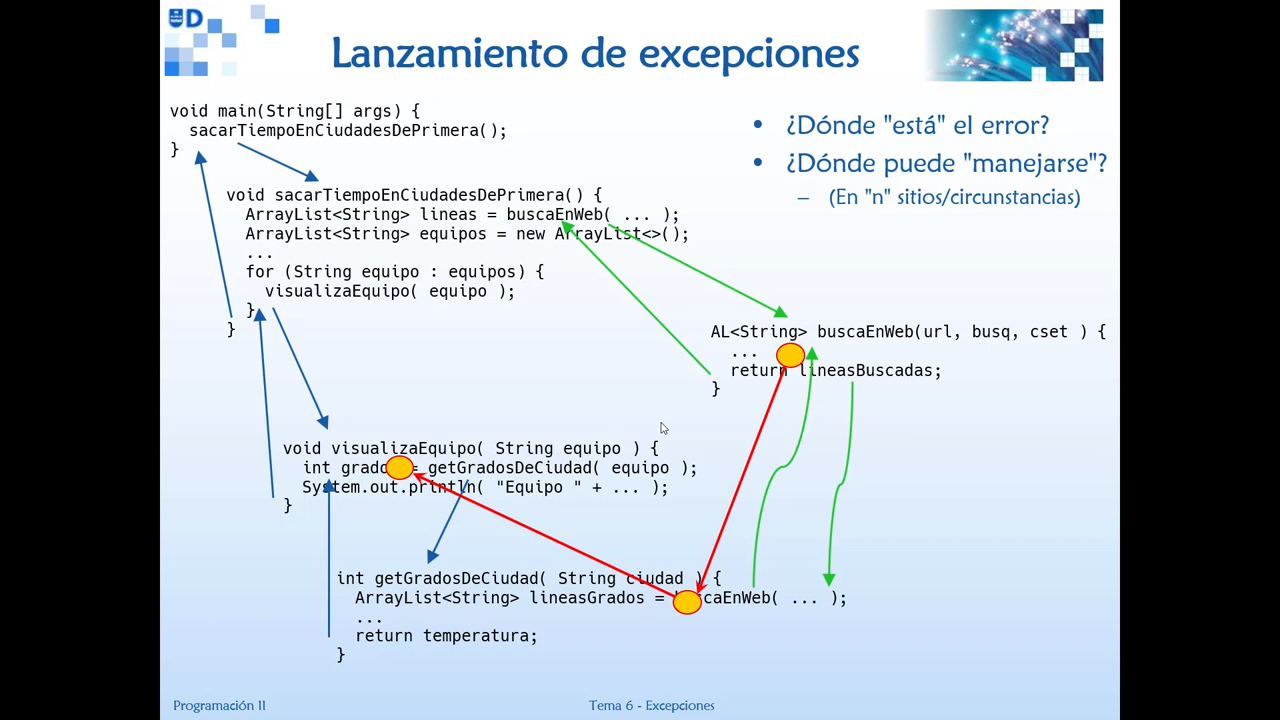 UD
Lanzamiento de excepciones
void main(String[] args) {
sacarTiempoEnCiudadesDePrimera();
}
• ¿Dónde "está" el error?
• ¿Dónde puede "manejarse"?
– (En "n" sitios/circunstancias)
void sacarTiempoEnCiudadesDePrimera() {
ArrayList<String> lineas = buscaEnWeb( ... );
ArrayList<String> equipos = new ArrayList<>();
...
for (String equipo : equipos) {
visualizaEquipo( equipo );
}
}
AL<String> buscaEnWeb(url, busq, cset ) {
...
return lineasBuscadas;
}
void visualizaEquipo( String equipo ) {
int grados = getGradosDeCiudad( equipo );
System.out.println( "Equipo " + ... );
}
int getGradosDeCiudad( String ciudad ) {
ArrayList<String> lineasGrados = buscaEnWeb( ... );
...
return temperatura;
}
Programación II
Tema 6 - Excepciones